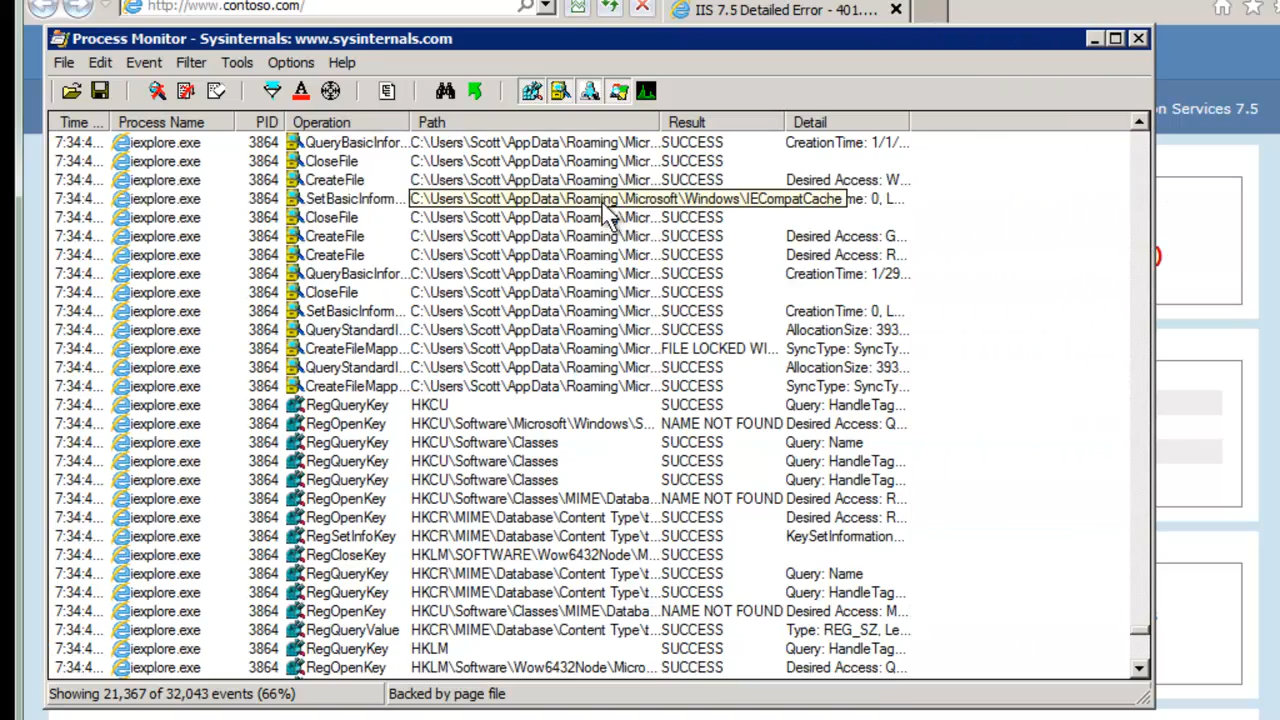 http://www.contoso.com/ IIS 7.5 Detailed Error - 401....
Process Monitor - Sysinternals: www.sysinternals.com
File Edit Event Filter Tools Options Help
on Services 7.5
Time ... Process Name PID Operation Path Result Detail
7:34:4... iexplore.exe 3864 QueryBasicInfor... C:\Users\Scott\AppData\Roaming\Micr... SUCCESS CreationTime: 1/1/...
7:34:4... iexplore.exe 3864 CloseFile C:\Users\Scott\AppData\Roaming\Micr... SUCCESS
7:34:4... iexplore.exe 3864 CreateFile C:\Users\Scott\AppData\Roaming\Micr... SUCCESS Desired Access: W...
7:34:4... iexplore.exe 3864 SetBasicInform... C:\Users\Scott\AppData\Roaming\Microsoft\Windows\IECompatCache me: 0, L...
7:34:4... iexplore.exe 3864 CloseFile C:\Users\Scott\AppData\Roaming\Micr... SUCCESS
7:34:4... iexplore.exe 3864 CreateFile C:\Users\Scott\AppData\Roaming\Micr... SUCCESS Desired Access: G...
7:34:4... iexplore.exe 3864 CreateFile C:\Users\Scott\AppData\Roaming\Micr... SUCCESS Desired Access: R...
7:34:4... iexplore.exe 3864 QueryBasicInfor... C:\Users\Scott\AppData\Roaming\Micr... SUCCESS CreationTime: 1/29...
7:34:4... iexplore.exe 3864 CloseFile C:\Users\Scott\AppData\Roaming\Micr... SUCCESS
7:34:4... iexplore.exe 3864 SetBasicInform... C:\Users\Scott\AppData\Roaming\Micr... SUCCESS CreationTime: 0, L...
7:34:4... iexplore.exe 3864 QueryStandardI... C:\Users\Scott\AppData\Roaming\Micr... SUCCESS AllocationSize: 393...
7:34:4... iexplore.exe 3864 CreateFileMapp... C:\Users\Scott\AppData\Roaming\Micr... FILE LOCKED WI... SyncType: SyncTy...
7:34:4... iexplore.exe 3864 QueryStandardI... C:\Users\Scott\AppData\Roaming\Micr... SUCCESS AllocationSize: 393...
7:34:4... iexplore.exe 3864 CreateFileMapp... C:\Users\Scott\AppData\Roaming\Micr... SUCCESS SyncType: SyncTy...
7:34:4... iexplore.exe 3864 RegQueryKey HKCU SUCCESS Query: HandleTag...
7:34:4... iexplore.exe 3864 RegOpenKey HKCU\Software\Microsoft\Windows\S... NAME NOT FOUND Desired Access: Q...
7:34:4... iexplore.exe 3864 RegQueryKey HKCU\Software\Classes SUCCESS Query: Name
7:34:4... iexplore.exe 3864 RegQueryKey HKCU\Software\Classes SUCCESS Query: HandleTag...
7:34:4... iexplore.exe 3864 RegQueryKey HKCU\Software\Classes SUCCESS Query: HandleTag...
7:34:4... iexplore.exe 3864 RegOpenKey HKCU\Software\Classes\MIME\Databa... NAME NOT FOUND Desired Access: R...
7:34:4... iexplore.exe 3864 RegOpenKey HKCR\MIME\Database\Content Type\t... SUCCESS Desired Access: R...
7:34:4... iexplore.exe 3864 RegSetInfoKey HKCR\MIME\Database\Content Type\t... SUCCESS KeySetInformation...
7:34:4... iexplore.exe 3864 RegCloseKey HKLM\SOFTWARE\Wow6432Node\M... SUCCESS
7:34:4... iexplore.exe 3864 RegQueryKey HKCR\MIME\Database\Content Type\t... SUCCESS Query: Name
7:34:4... iexplore.exe 3864 RegQueryKey HKCR\MIME\Database\Content Type\t... SUCCESS Query: HandleTag...
7:34:4... iexplore.exe 3864 RegOpenKey HKCU\Software\Classes\MIME\Databa... NAME NOT FOUND Desired Access: M...
7:34:4... iexplore.exe 3864 RegQueryValue HKCR\MIME\Database\Content Type\t... SUCCESS Type: REG_SZ, Le...
7:34:4... iexplore.exe 3864 RegQueryKey HKLM SUCCESS Query: HandleTag...
7:34:4... iexplore.exe 3864 RegOpenKey HKLM\Software\Wow6432Node\Micro... SUCCESS Desired Access: Q...
Showing 21,367 of 32,043 events (66%) Backed by page file